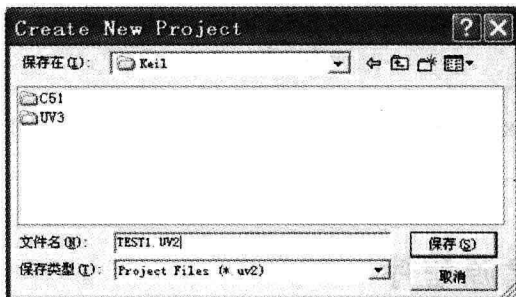 Create New Project
保存在(I): Keil
C51
UV3
文件名(N): TEST1.UV2 保存(S)
保存类型(T): Project Files (*.uv2) 取消